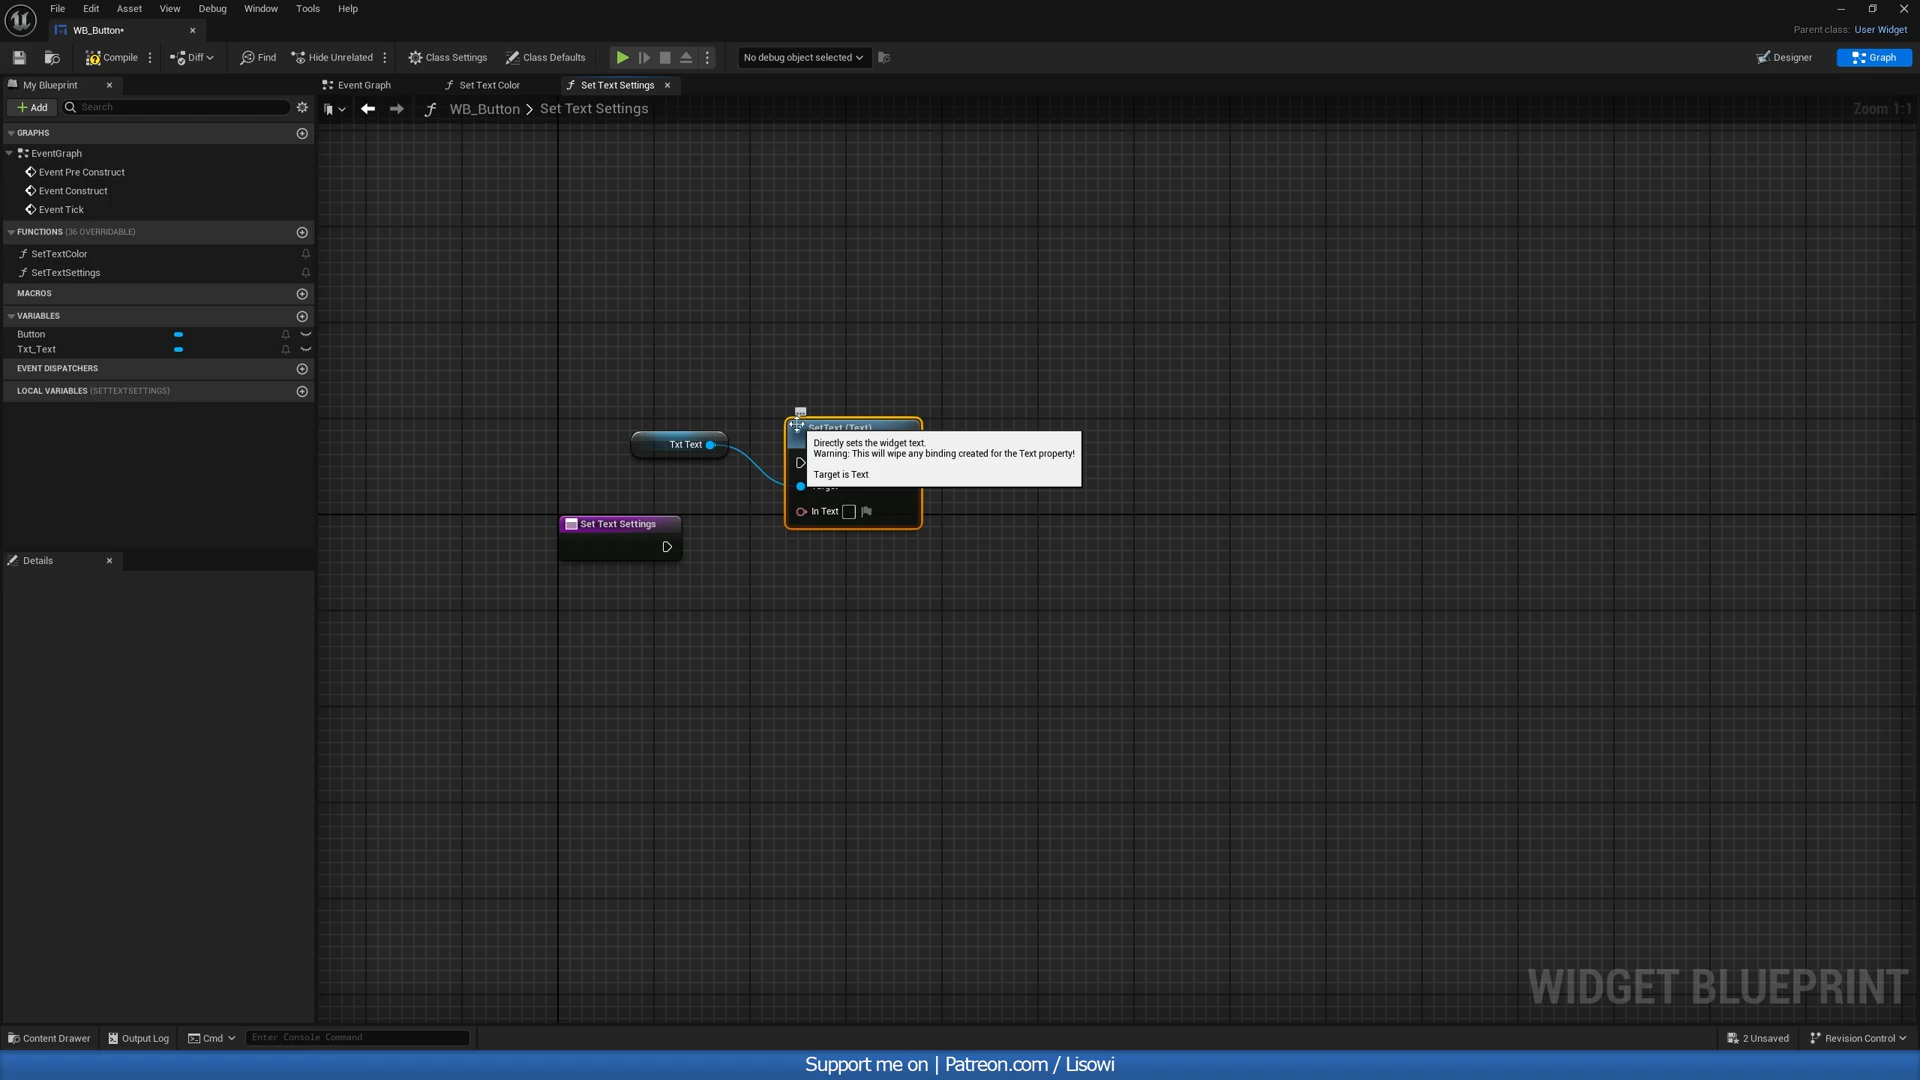 File Edit Asset View Debug Window Tools Help
WB_Button*
Parent class: User Widget
Compile Diff Find Hide Unrelated Class Settings Class Defaults No debug object selected Designer Graph
My Blueprint
Event Graph Set Text Color Set Text Settings
Add Search
WB_Button > Set Text Settings
Zoom 1:1
GRAPHS
EventGraph
Event Pre Construct
Event Construct
Event Tick
FUNCTIONS (36 OVERRIDABLE)
SetTextColor
SetTextSettings
MACROS
VARIABLES
Button
Txt_Text
EVENT DISPATCHERS
LOCAL VARIABLES (SETTEXTSETTINGS)
Txt Text
SetText (Text)
Directly sets the widget text.
Warning: This will wipe any binding created for the Text property!
Target is Text
Target
In Text
Set Text Settings
Details
WIDGET BLUEPRINT
Content Drawer Output Log Cmd Enter Console Command 2 Unsaved Revision Control
Support me on | Patreon.com / Lisowi